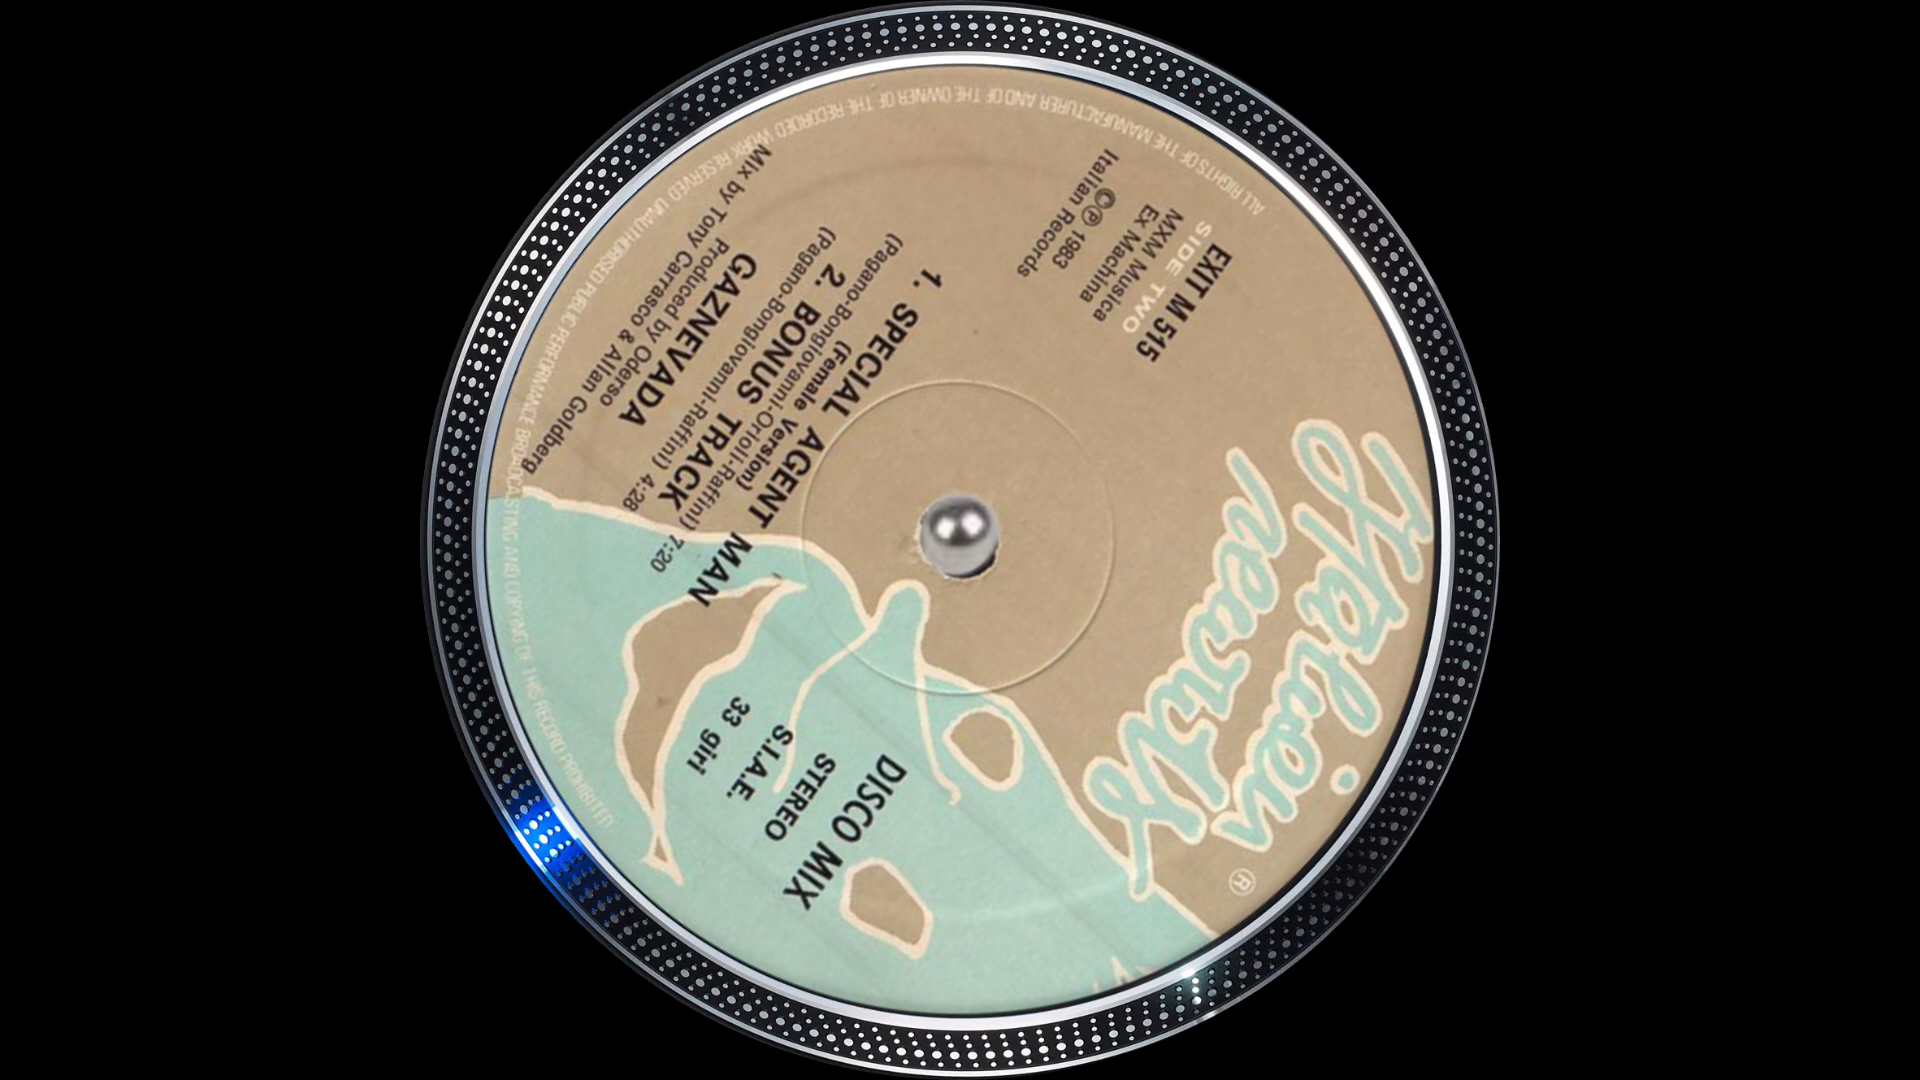 Italian
records
®
EXIT M 515
SIDE TWO
MXM Musica
Ex Machina
©℗ 1983
Italian Records
DISCO MIX
STEREO
S.I.A.E.
33 giri
1. SPECIAL AGENT MAN
(Female Version)
(Pagano-Bongiovanni-Orioli-Raffini) 7:20
2. BONUS TRACK
(Pagano-Bongiovanni-Raffini) 4:28
GAZNEVADA
Produced by Oderso
Mix by Tony Carrasco & Allan Goldberg
ALL RIGHTS OF THE MANUFACTURER AND OF THE OWNER OF THE RECORDED WORK RESERVED UNAUTHORISED PUBLIC PERFORMANCE BROADCASTING AND COPYING OF THIS RECORD PROHIBITED